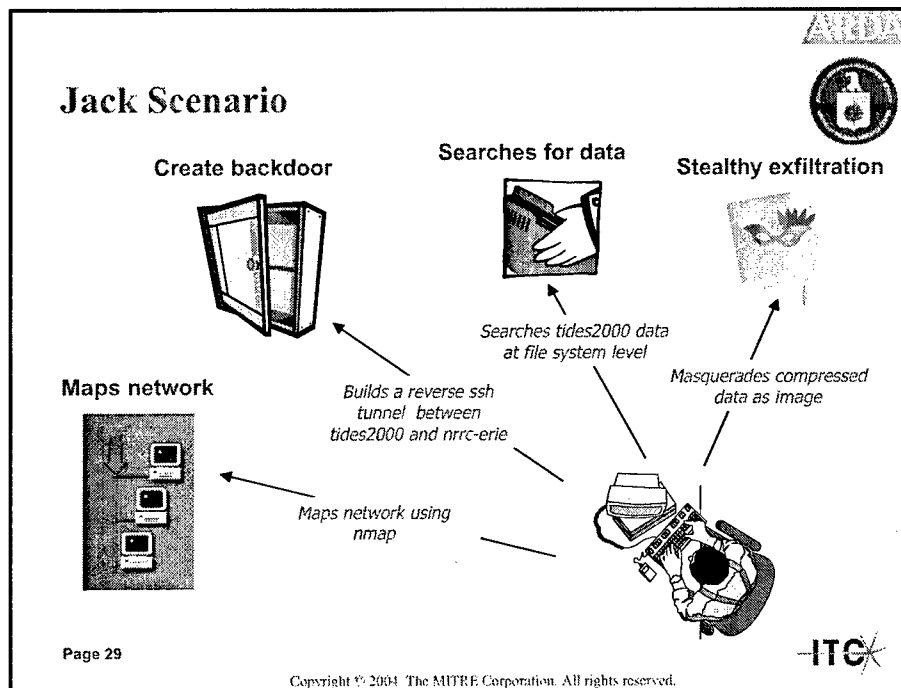 ARDA
Jack Scenario
Create backdoor
Searches for data
Stealthy exfiltration
Searches tides2000 data
at file system level
Masquerades compressed
data as image
Maps network
Builds a reverse ssh
tunnel between
tides2000 and nrrc-erie
Maps network using
nmap
Page 29
ITC
Copyright © 2004 The MITRE Corporation. All rights reserved.